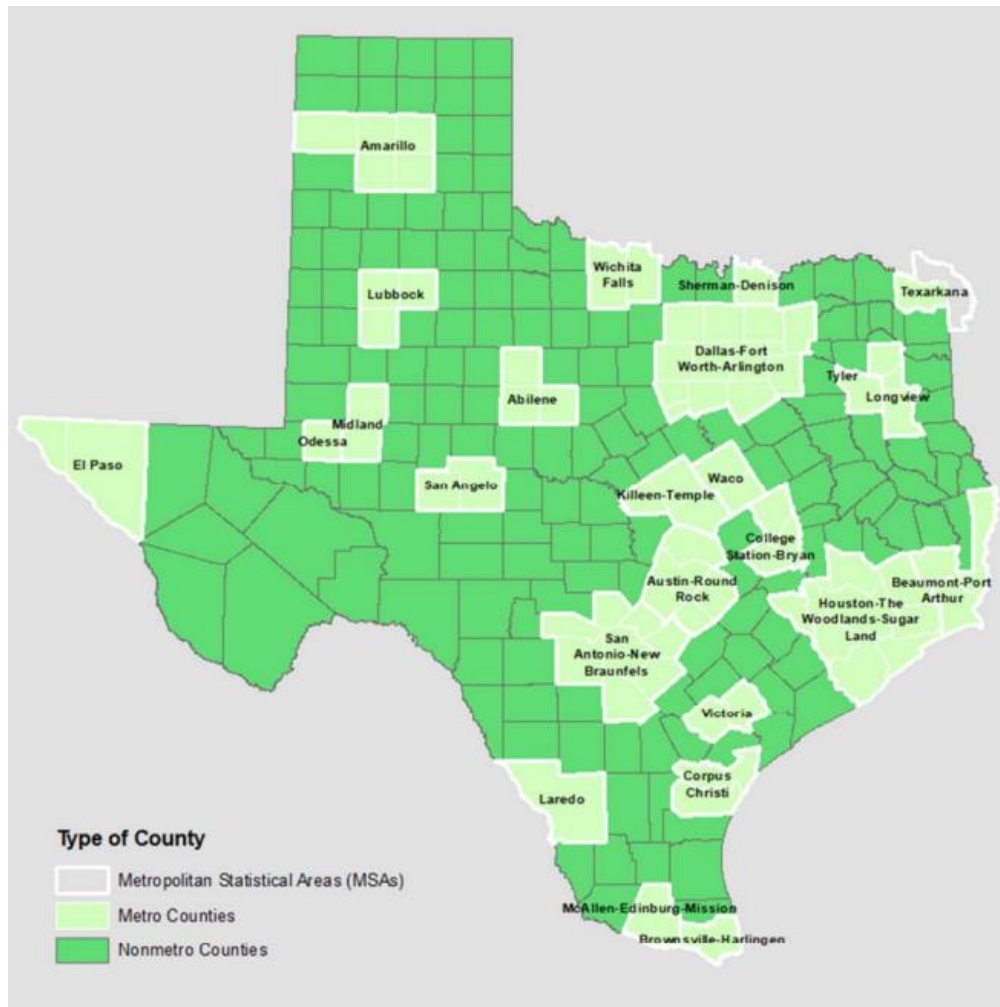 Amarillo
Wichita
Falls
Sherman-Denison
Texarkana
Lubbock
Dallas-Fort
Worth-Arlington
Tyler
Longview
Abilene
Midland
Odessa
El Paso
San Angelo
Waco
Killeen-Temple
College
Station-Bryan
Austin-Round
Rock
Beaumont-Port
Arthur
Houston-The
Woodlands-Sugar
Land
San
Antonio-New
Braunfels
Victoria
Corpus
Christi
Laredo
McAllen-Edinburg-Mission
Brownsville-Harlingen
Type of County
Metropolitan Statistical Areas (MSAs)
Metro Counties
Nonmetro Counties